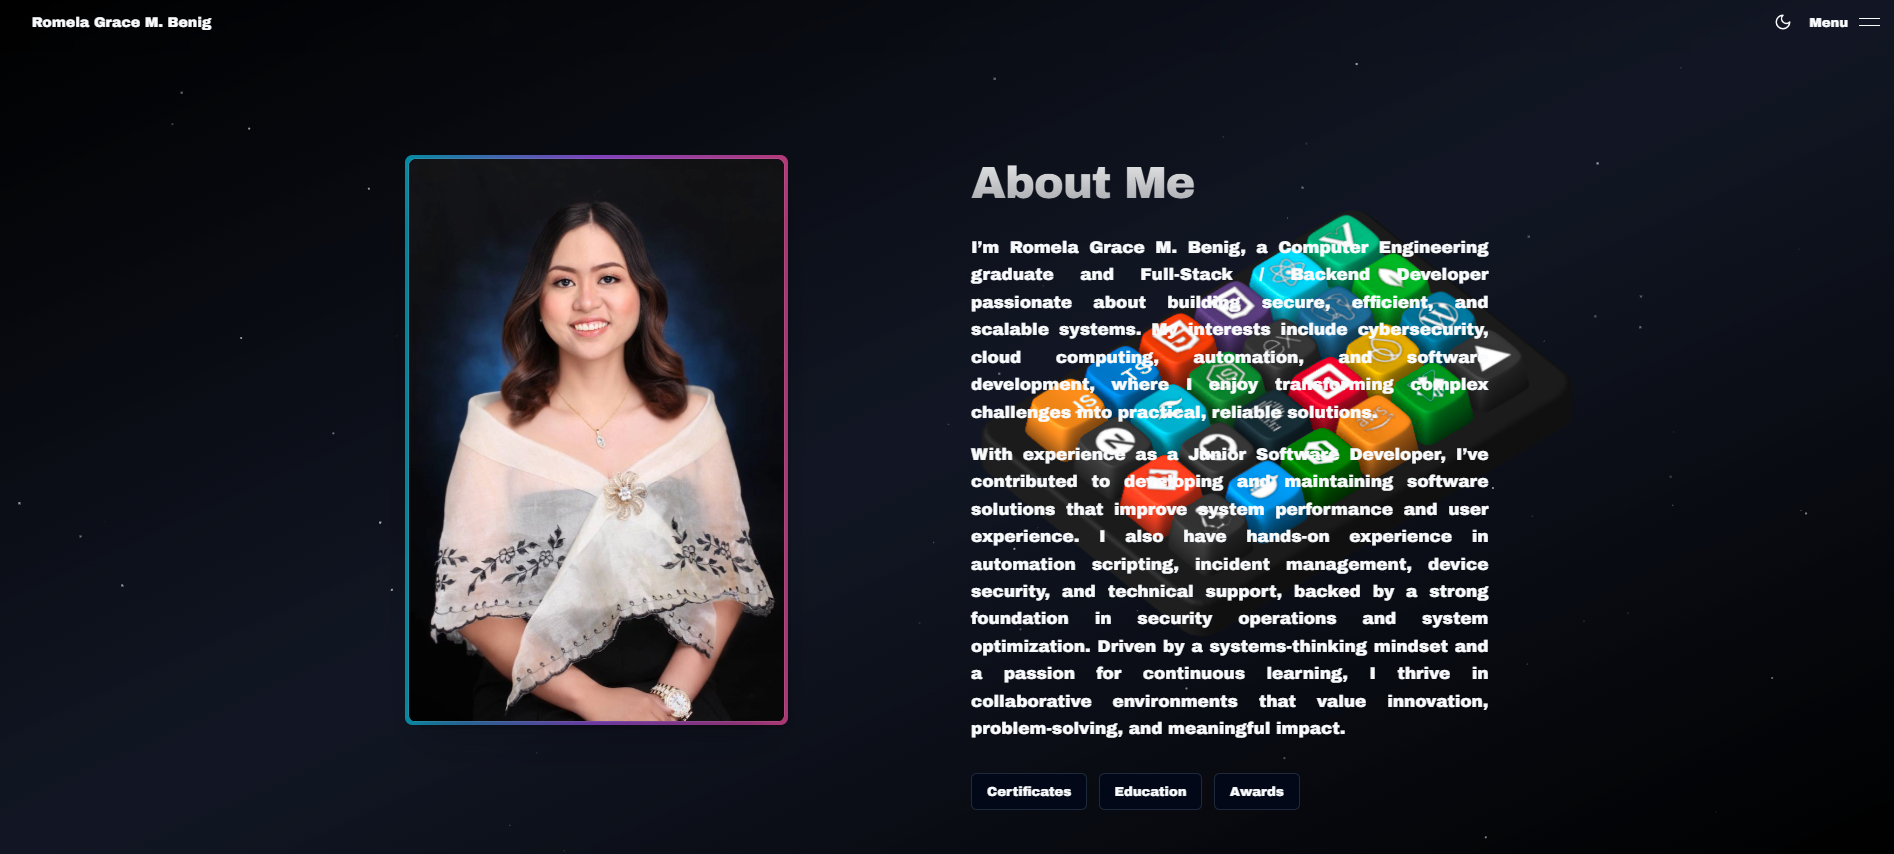 Romela Grace M. Benig
Menu
About Me
I'm Romela Grace M. Benig, a Computer Engineering
graduate and Full-Stack / Backend Developer
passionate about building secure, efficient, and
scalable systems. My interests include cybersecurity,
cloud computing, automation, and software
development, where I enjoy transforming complex
challenges into practical, reliable solutions.
With experience as a Junior Software Developer, I've
contributed to developing and maintaining software
solutions that improve system performance and user
experience. I also have hands-on experience in
automation scripting, incident management, device
security, and technical support, backed by a strong
foundation in security operations and system
optimization. Driven by a systems-thinking mindset and
a passion for continuous learning, I thrive in
collaborative environments that value innovation,
problem-solving, and meaningful impact.
TS
JS
Certificates
Education
Awards